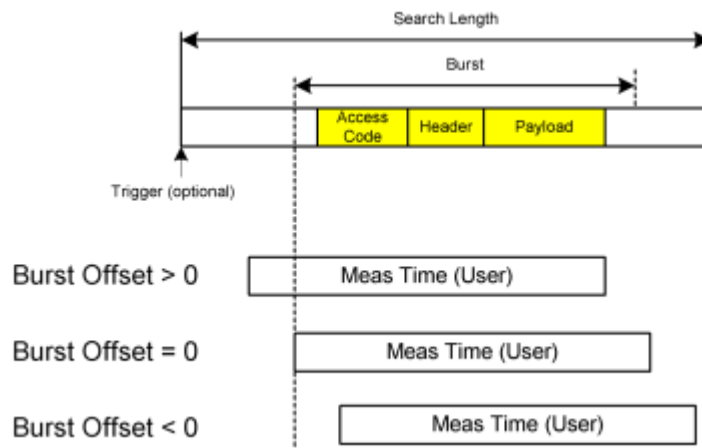 Search Length
Burst
Access
Code
Header
Payload
Trigger (optional)
Burst Offset > 0
Meas Time (User)
Burst Offset = 0
Meas Time (User)
Burst Offset < 0
Meas Time (User)